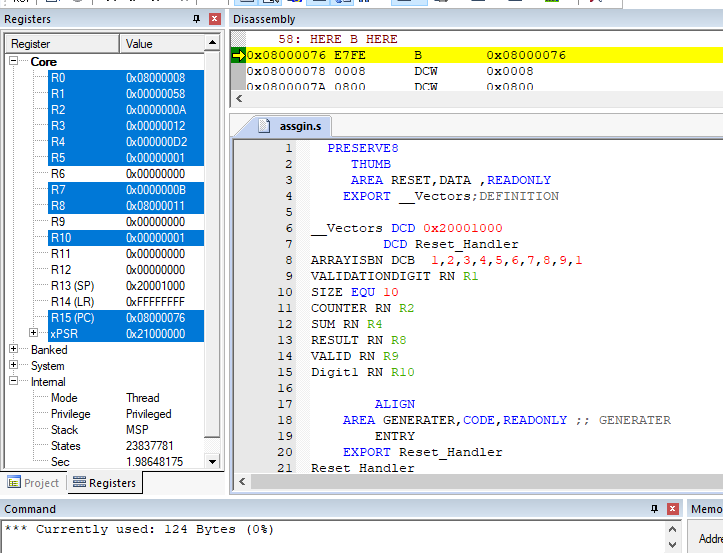 Registers
Register Value
Core
R0 0x08000008
R1 0x00000058
R2 0x0000000A
R3 0x00000012
R4 0x000000D2
R5 0x00000001
R6 0x00000000
R7 0x0000000B
R8 0x08000011
R9 0x00000000
R10 0x00000001
R11 0x00000000
R12 0x00000000
R13 (SP) 0x20001000
R14 (LR) 0xFFFFFFFF
R15 (PC) 0x08000076
xPSR 0x21000000
Banked
System
Internal
Mode Thread
Privilege Privileged
Stack MSP
States 23837781
Sec 1.98648175
Project Registers
Disassembly
58: HERE B HERE
0x08000076 E7FE B 0x08000076
0x08000078 0008 DCW 0x0008
0x0800007A 0800 DCW 0x0800
assgin.s
1 PRESERVE8
2 THUMB
3 AREA RESET,DATA ,READONLY
4 EXPORT __Vectors;DEFINITION
5
6 __Vectors DCD 0x20001000
7 DCD Reset_Handler
8 ARRAYISBN DCB 1,2,3,4,5,6,7,8,9,1
9 VALIDATIONDIGIT RN R1
10 SIZE EQU 10
11 COUNTER RN R2
12 SUM RN R4
13 RESULT RN R8
14 VALID RN R9
15 Digit1 RN R10
16
17 ALIGN
18 AREA GENERATER,CODE,READONLY ;; GENERATER
19 ENTRY
20 EXPORT Reset_Handler
21 Reset_Handler
Command
*** Currently used: 124 Bytes (0%)
Memo
Addre